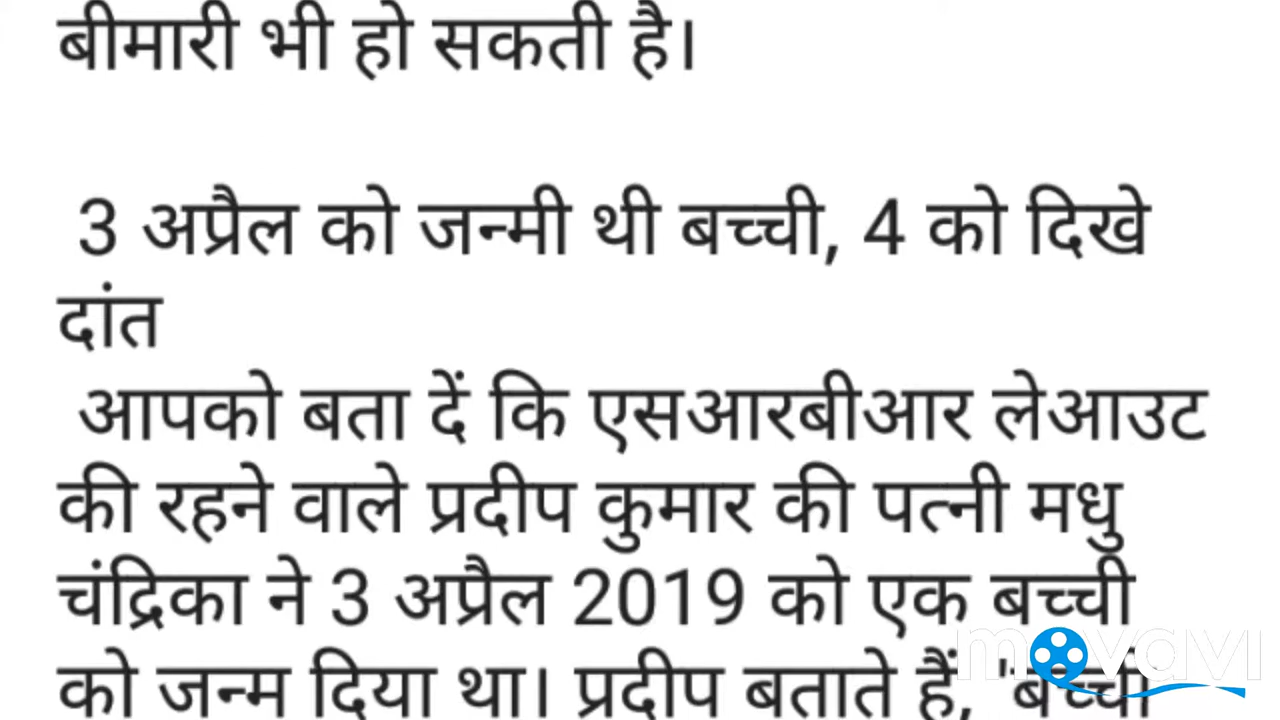 बीमारी भी हो सकती है।
3 अप्रैल को जन्मी थी बच्ची, 4 को दिखे
दांत
आपको बता दें कि एसआरबीआर लेआउट
की रहने वाले प्रदीप कुमार की पत्नी मधु
चंद्रिका ने 3 अप्रैल 2019 को एक बच्ची
को जन्म दिया था। प्रदीप बताते हैं, "बच्ची
movavi